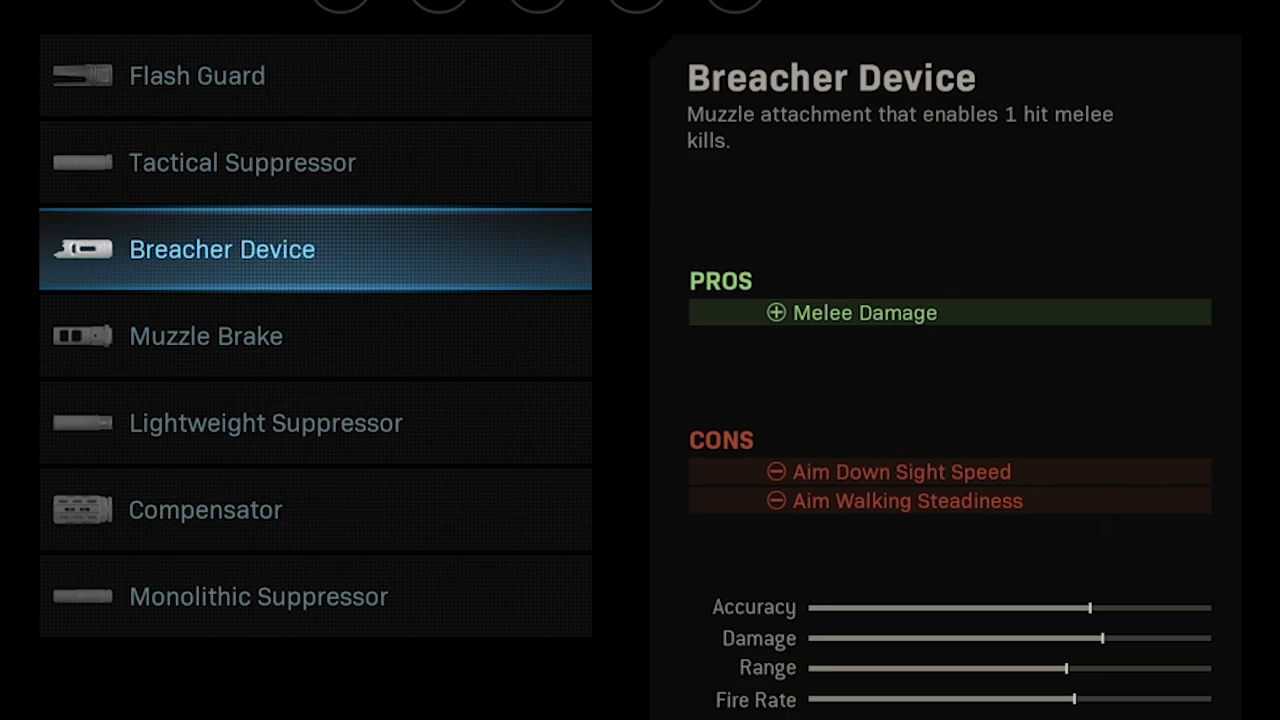 Flash Guard
Tactical Suppressor
Breacher Device
Muzzle Brake
Lightweight Suppressor
Compensator
Monolithic Suppressor
Breacher Device
Muzzle attachment that enables 1 hit melee
kills.
PROS
Melee Damage
CONS
Aim Down Sight Speed
Aim Walking Steadiness
Accuracy
Damage
Range
Fire Rate